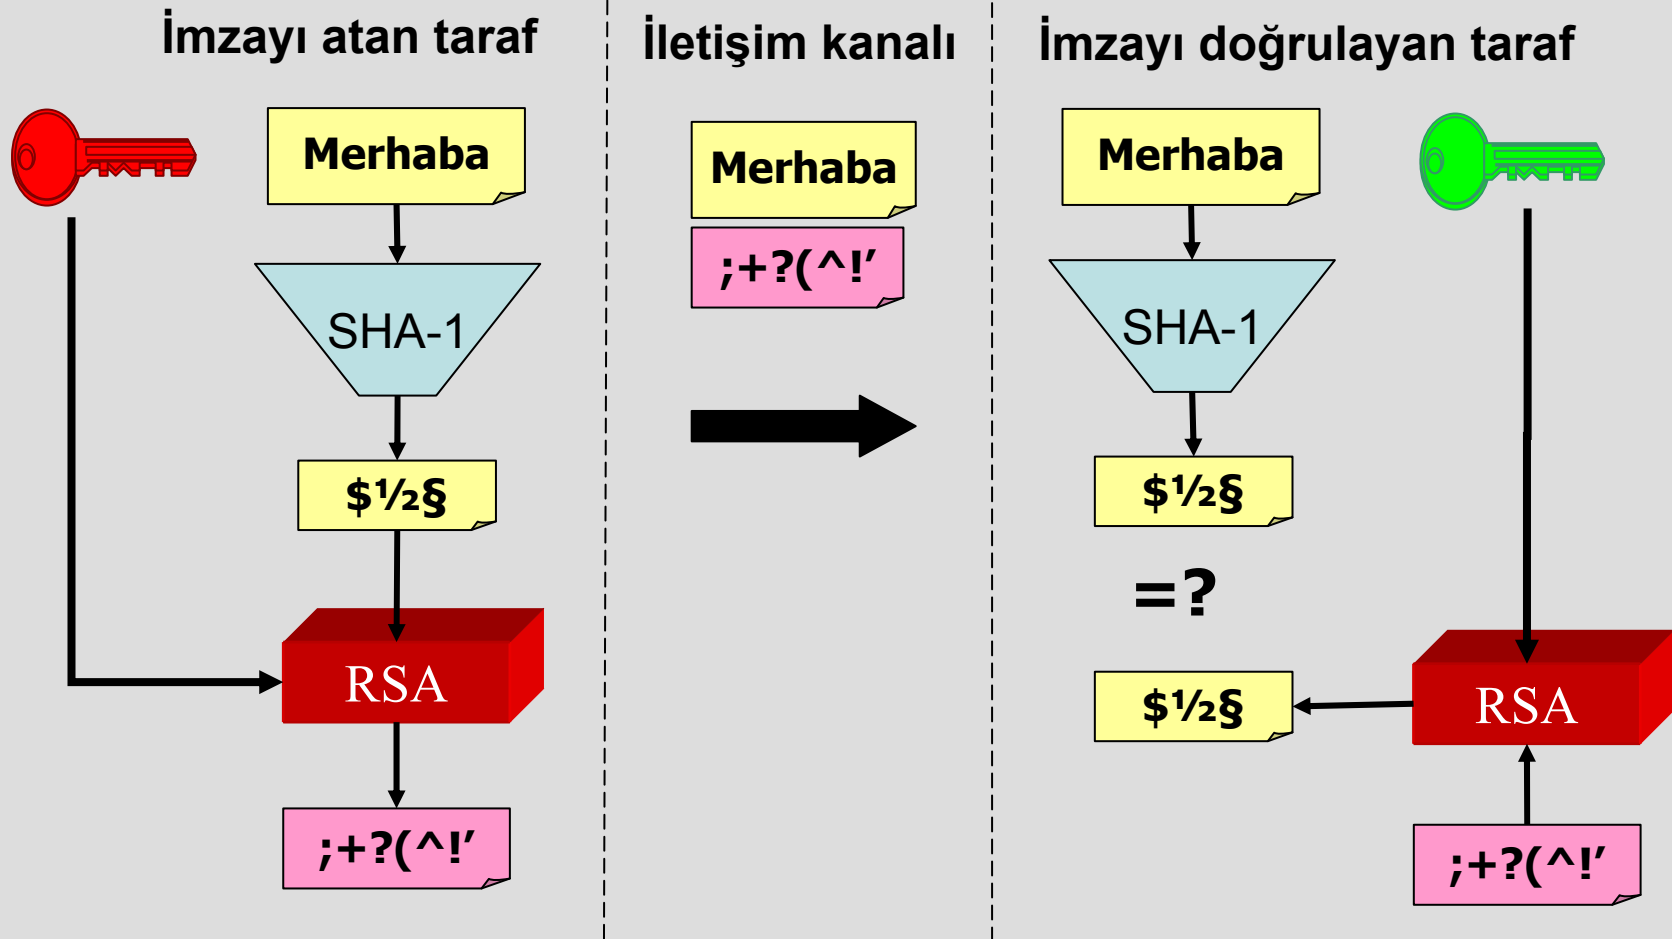 İmzayı atan taraf
Merhaba
SHA-1
$½§
RSA
;+?(^!’
İletişim kanalı
Merhaba
;+?(^!’
İmzayı doğrulayan taraf
Merhaba
SHA-1
$½§
=?
$½§
RSA
;+?(^!’